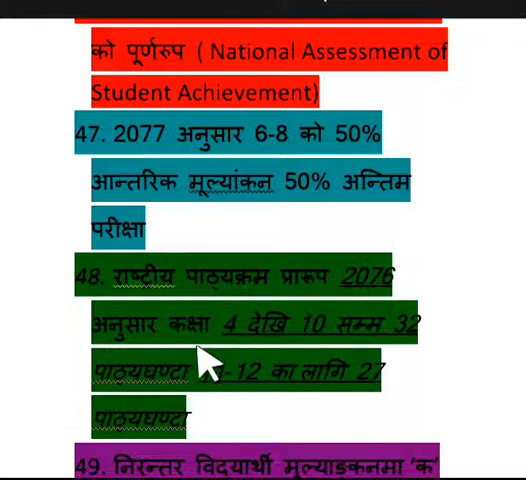 को पूर्णरुप ( National Assessment of
Student Achievement)
47. 2077 अनुसार 6-8 को 50%
आन्तरिक मूल्यांकन 50% अन्तिम
परीक्षा
48. राष्टीय पाठ्यक्रम प्रारूप 2076
अनुसार कक्षा 4 देखि 10 सम्म 32
पाठ्यघण्टा -12 का लागि 27
पाठ्यघण्टा
49. निरन्तर विद्यार्थी मूल्याङ्कनमा 'क'